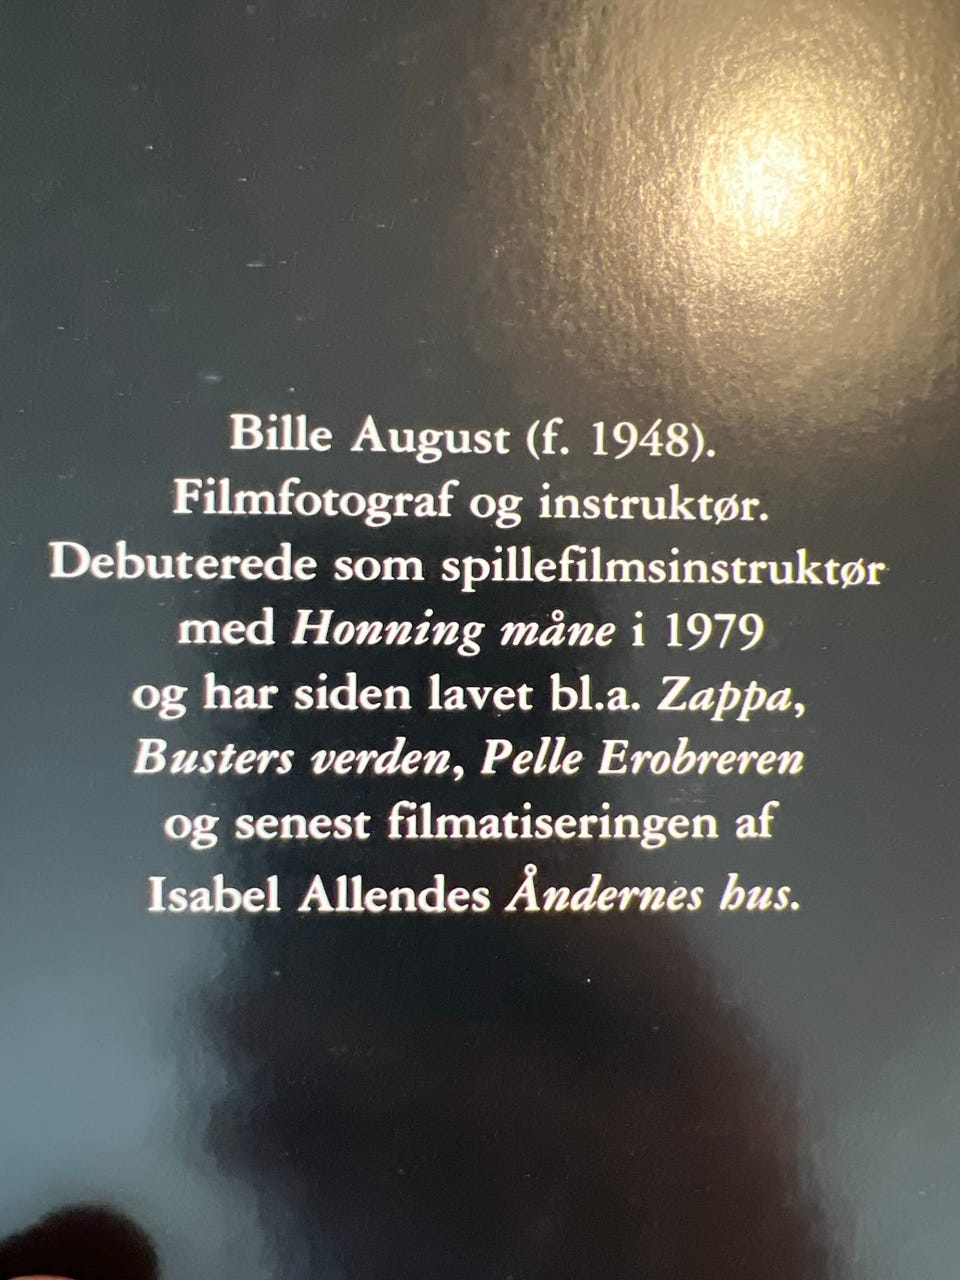 Bille August (f. 1948).
Filmfotograf og instruktør.
Debuterede som spillefilmsinstruktør
med Honning måne i 1979
og har siden lavet bl.a. Zappa,
Busters verden, Pelle Erobreren
og senest filmatiseringen af
Isabel Allendes Åndernes hus.